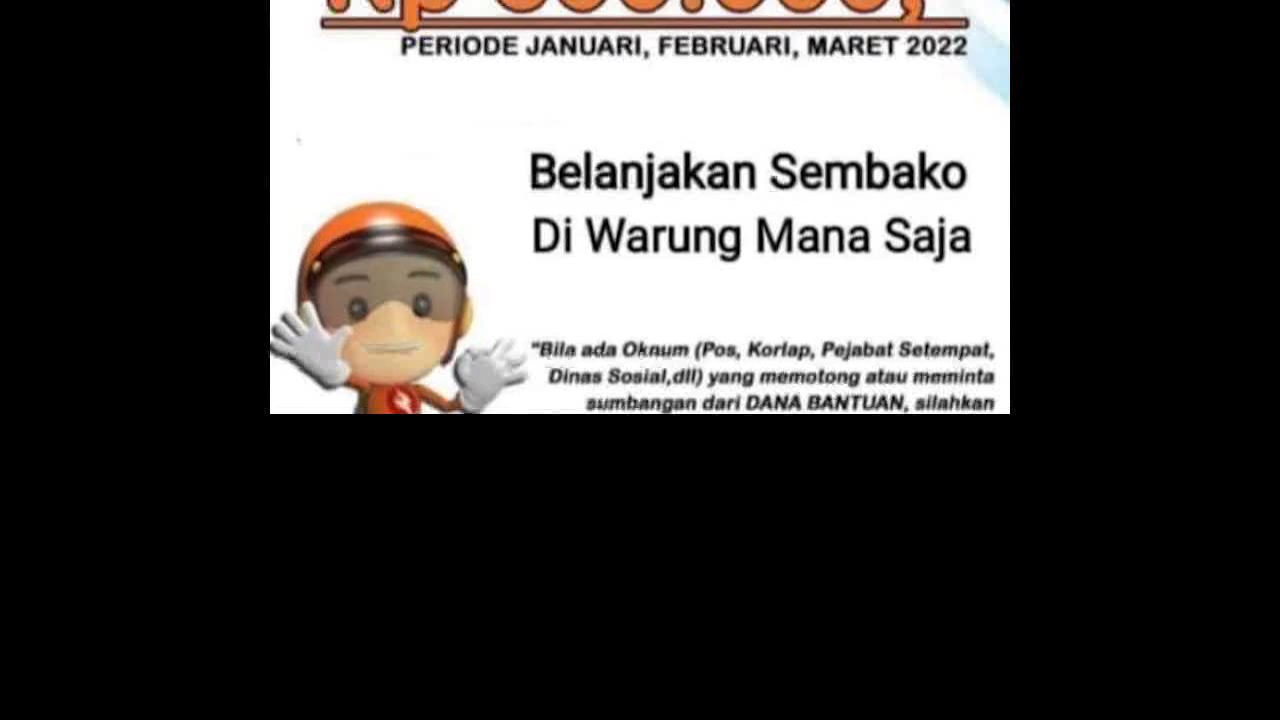 PERIODE JANUARI, FEBRUARI, MARET 2022
Belanjakan Sembako
Di Warung Mana Saja
"Bila ada Oknum (Pos, Korlap, Pejabat Setempat,
Dinas Sosial,dll) yang memotong atau meminta
sumbangan dari DANA BANTUAN, silahkan